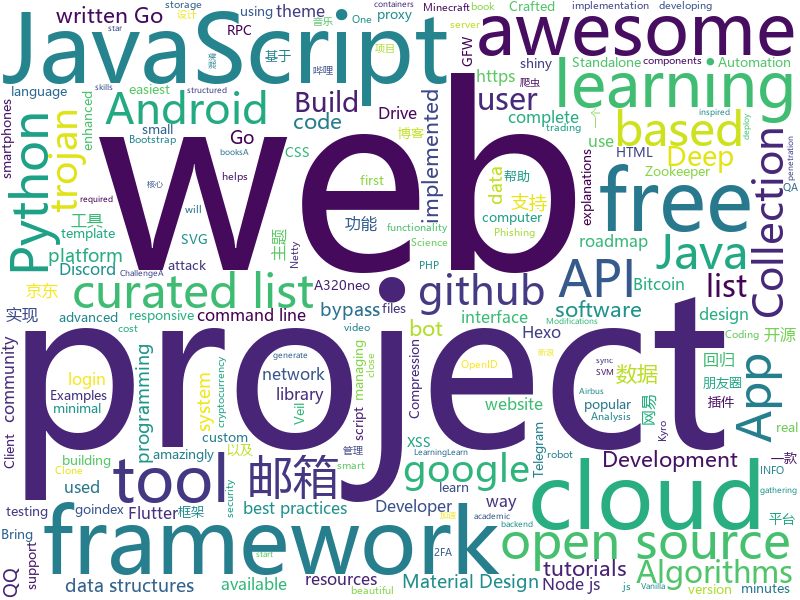 storage
containers
Minecraft
book
Crafted
implementation
developing
JavaScript
awesome
written Go
设计
theme
using
音乐
One
proxy
server
star
RPC
基于
哔哩
GFW
shiny
Standalone
components
Automation
language
Android
Build
user
https
爬虫
learning
smartphones
enhanced
easiest
Drive
complete
structured
inspired
small
code
Go
博客
use
一个
trading
based
deploy
Python
trojan
Bootstrap
CSS
implemented
HTML
Zookeeper
penetration
skills
booksA
first
data
帮助
Deep
QA
核心
helps
支持
explanations
工具
主题
功能
computer
free
Collection
template
will
SVG
functionality
Phishing
roadmap
required
platform
Netty
Science
Java
Discord
attack
PHP
API
Bitcoin
京东
ChallengeA
A320neo
files
curated list
github
list
cost
实现
advanced
responsive
command line
bypass
software
design
Modifications
community
bot
interface
Hexo
Coding
开源
video
network
Compression
managing
close
OpenID
断源
Examples
login
minimal
library
popular
数据
回归
sync
cryptocurrency
script
website
SVM
Analysis
朋友圈
Client
programming
system
Veil
generate
web
project
App
插件
real
custom
XSS
网易
Airbus
building
amazingly
Telegram
learn
Kyro
Clone
以及
管理
LearningLearn
used
tool
邮箱
google
Development
一款
testing
goindex
smart
robot
cloud
INFO
Flutter
框架
best practices
Developer
way
gathering
QQ
Bring
framework
open source
平台
support
available
security
2FA
academic
backend
data structures
resources
start
beautiful
Material Design
tutorials
Node js
js
Vanilla
Algorithms
version
minutes
项目